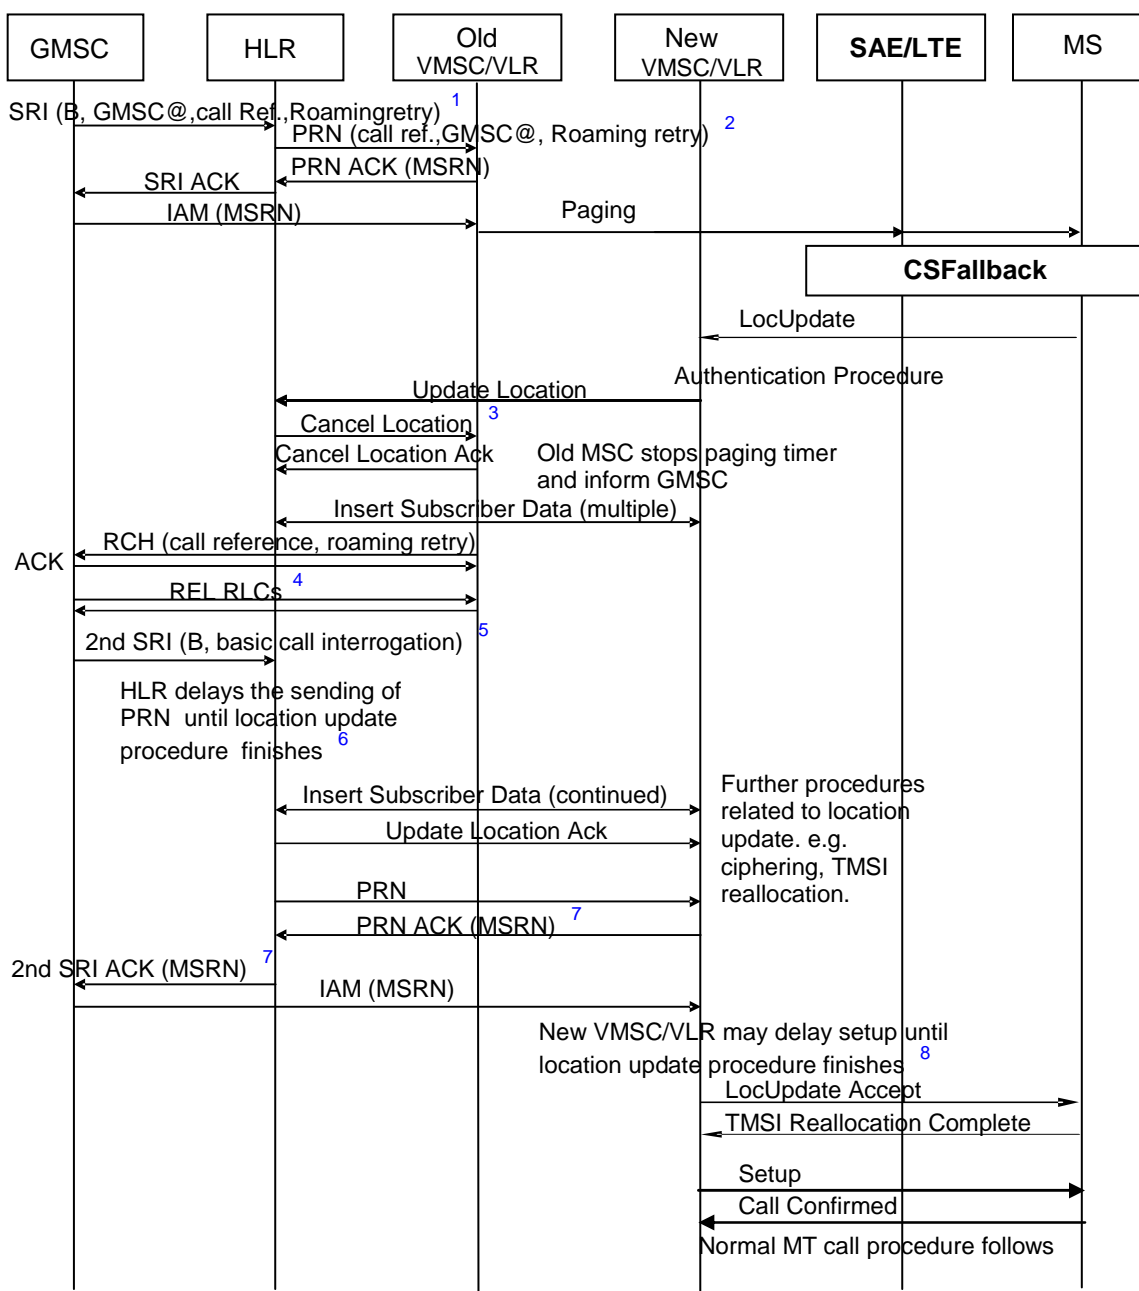 GMSC
HLR
Old
VMSC/VLR
New
VMSC/VLR
SAE/LTE
MS
SRI (B, GMSC@,call Ref.,Roamingretry) 1
PRN (call ref.,GMSC@, Roaming retry) 2
PRN ACK (MSRN)
SRI ACK
IAM (MSRN)
Paging
CSFallback
LocUpdate
Authentication Procedure
Update Location
Cancel Location 3
Cancel Location Ack
Old MSC stops paging timer
and inform GMSC
Insert Subscriber Data (multiple)
RCH (call reference, roaming retry)
ACK
REL RLCs 4
2nd SRI (B, basic call interrogation) 5
HLR delays the sending of
PRN until location update
procedure finishes 6
Insert Subscriber Data (continued)
Update Location Ack
Further procedures
related to location
update. e.g.
ciphering, TMSI
reallocation.
PRN
PRN ACK (MSRN) 7
2nd SRI ACK (MSRN) 7
IAM (MSRN)
New VMSC/VLR may delay setup until
location update procedure finishes 8
LocUpdate Accept
TMSI Reallocation Complete
Setup
Call Confirmed
Normal MT call procedure follows